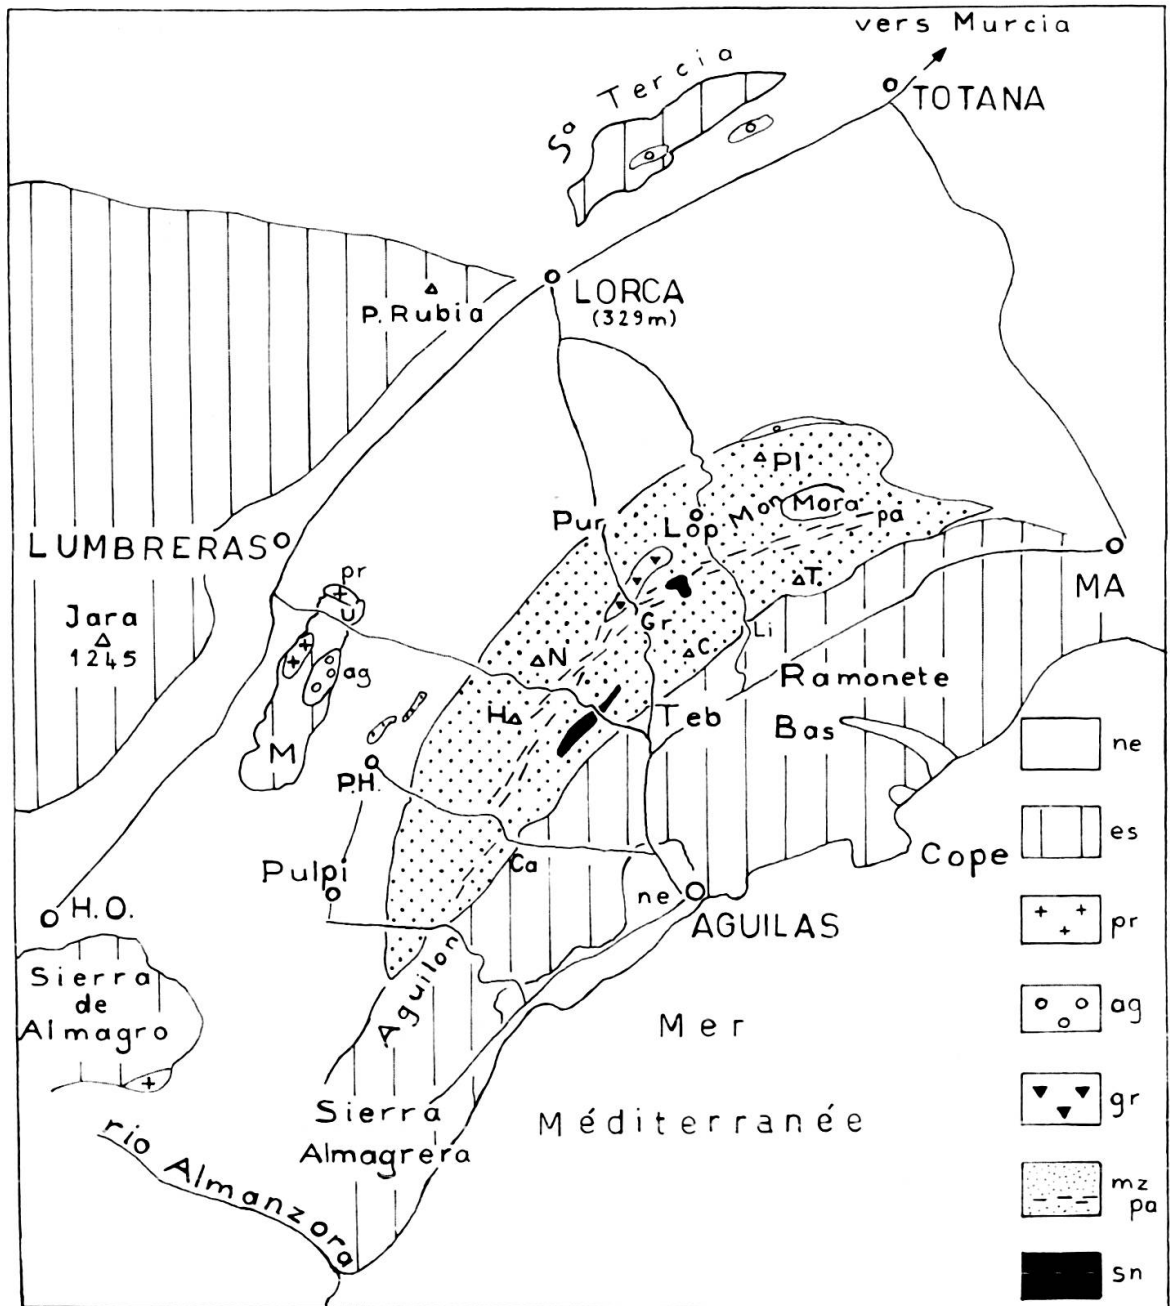 vers Murcia
Sª Tercia
TOTANA
LORCA
(329m)
P. Rubia
Pl
Mon Mora
pa
Pur
Lop
LUMBRERAS
MA
pr
T.
Jara
1245
U
Gr
Li
C
N
ag
Ramonete
H
Teb
Bas
M
ne
P.H.
es
Cope
Ca
Pulpi
ne
pr
H.O.
AGUILAS
Sierra
de
Almagro
Aguilon
ag
Mer
Méditerranée
gr
Sierra
Almagrera
rio Almanzora
mz
pa
sn